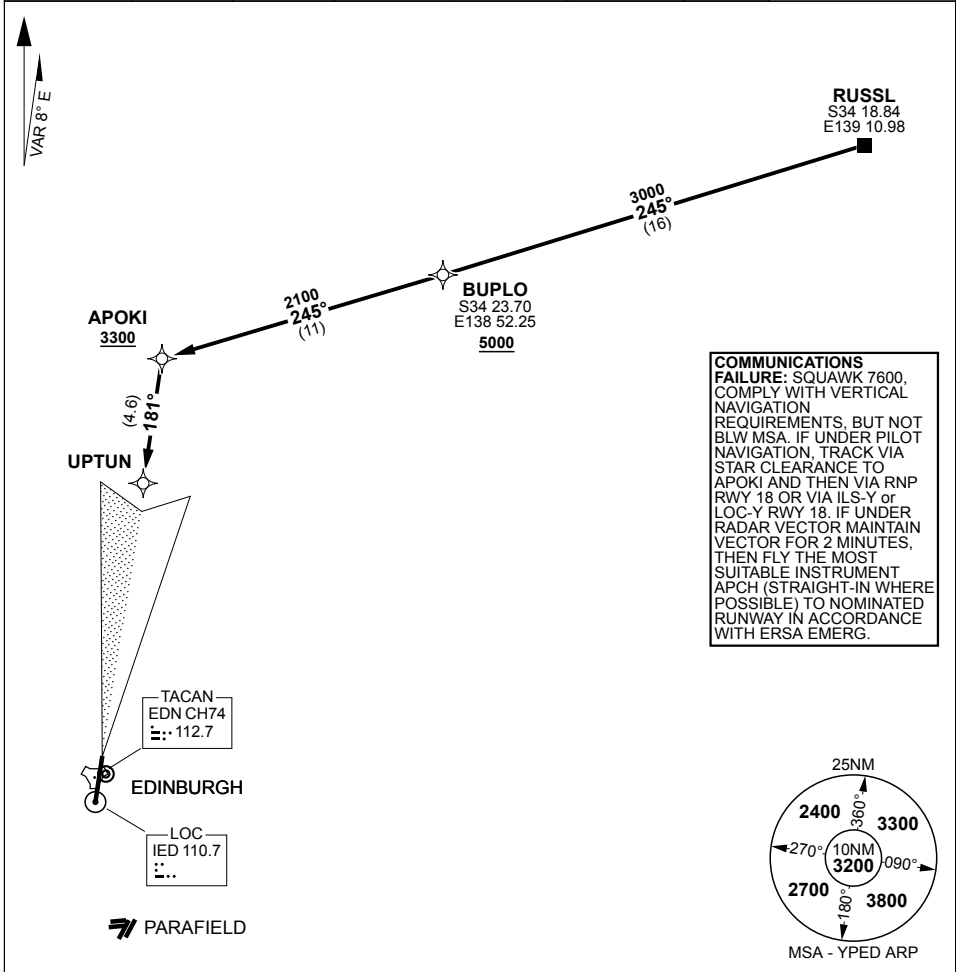 VAR 8° E
RUSSL
S34 18.84
E139 10.98
3000
245°
(16)
BUPLO
S34 23.70
E138 52.25
5000
2100
245°
(11)
APOKI
3300
(4.6)
181°
UPTUN
COMMUNICATIONS
FAILURE: SQUAWK 7600,
COMPLY WITH VERTICAL
NAVIGATION
REQUIREMENTS, BUT NOT
BLW MSA. IF UNDER PILOT
NAVIGATION, TRACK VIA
STAR CLEARANCE TO
APOKI AND THEN VIA RNP
RWY 18 OR VIA ILS-Y or
LOC-Y RWY 18. IF UNDER
RADAR VECTOR MAINTAIN
VECTOR FOR 2 MINUTES,
THEN FLY THE MOST
SUITABLE INSTRUMENT
APCH (STRAIGHT-IN WHERE
POSSIBLE) TO NOMINATED
RUNWAY IN ACCORDANCE
WITH ERSA EMERG.
TACAN
EDN CH74
112.7
EDINBURGH
LOC
IED 110.7
PARAFIELD
25NM
2400
360°
3300
270°
10NM
3200
090°
2700
180°
3800
MSA - YPED ARP